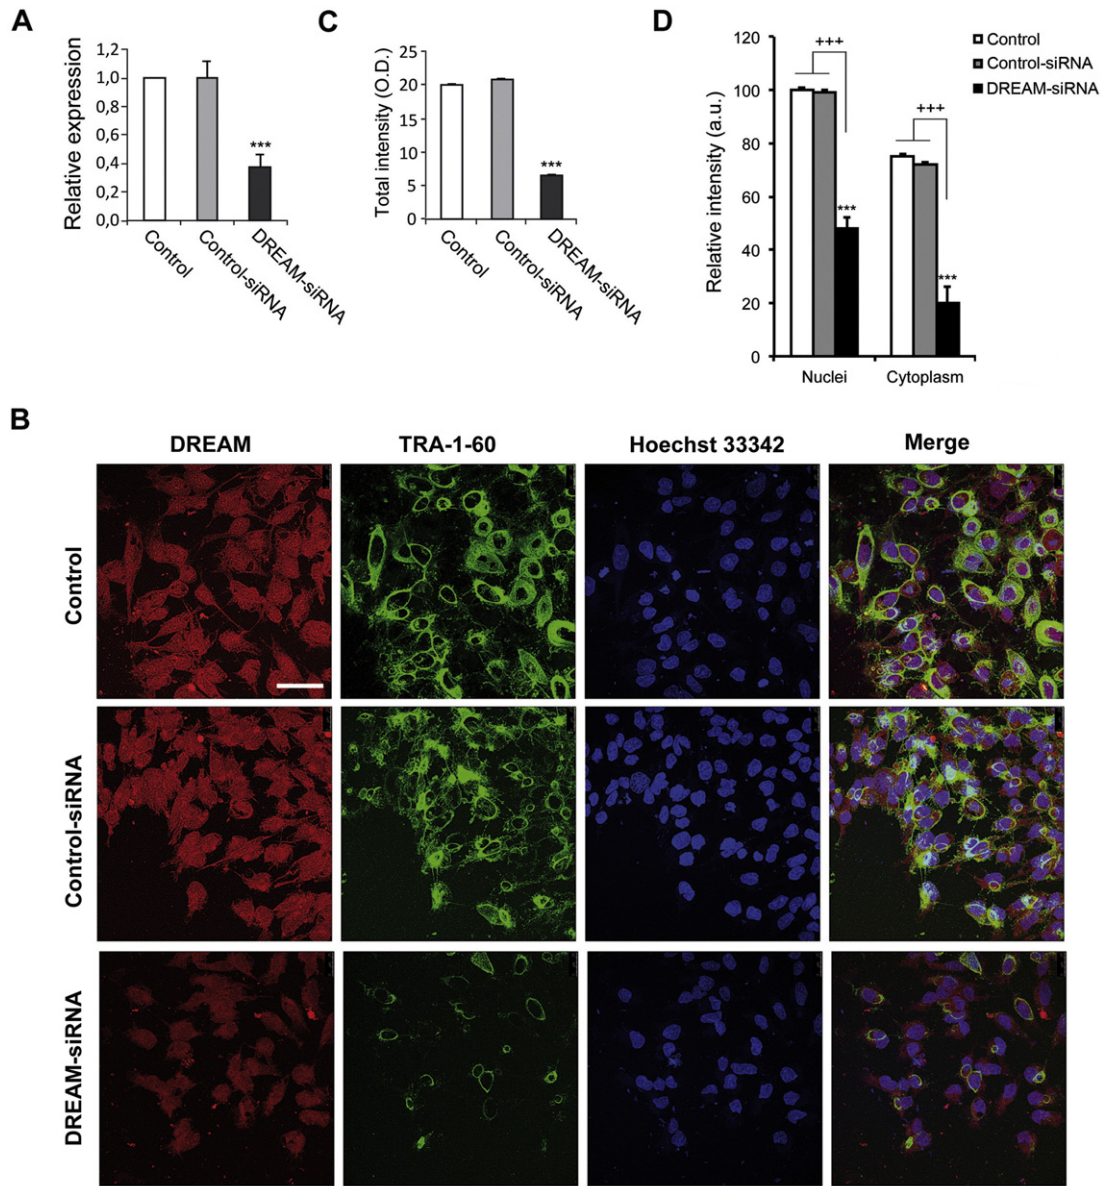 A
Relative expression
1,2
1,0
0,8
0,6
0,4
0,2
0,0
***
Control
Control-siRNA
DREAM-siRNA
C
Total intensity (O.D.)
25
20
15
10
5
0
***
Control
Control-siRNA
DREAM-siRNA
D
Relative intensity (a.u.)
120
100
80
60
40
20
0
+++
***
+++
***
Nuclei
Cytoplasm
Control
Control-siRNA
DREAM-siRNA
B
DREAM
TRA-1-60
Hoechst 33342
Merge
Control
Control-siRNA
DREAM-siRNA